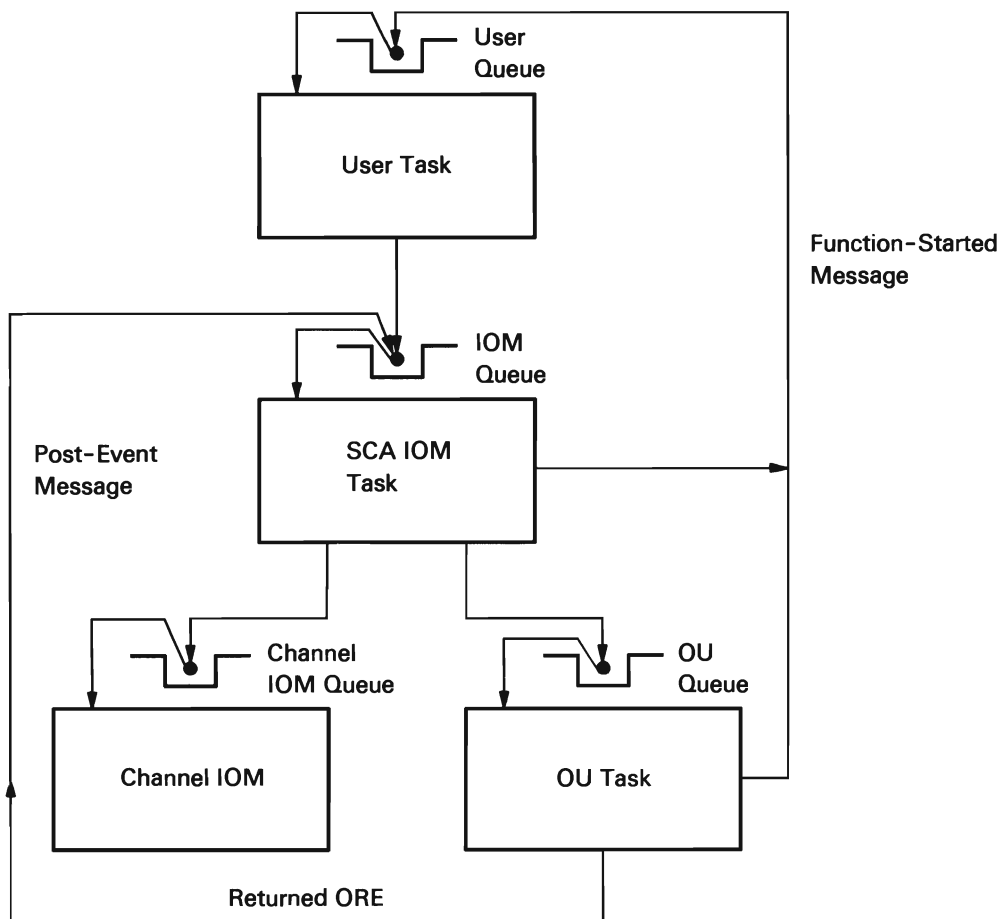 User
Queue
User Task
Function-Started
Message
IOM
Queue
SCA IOM
Task
Post-Event
Message
Channel
IOM Queue
OU
Queue
Channel IOM
OU Task
Returned ORE